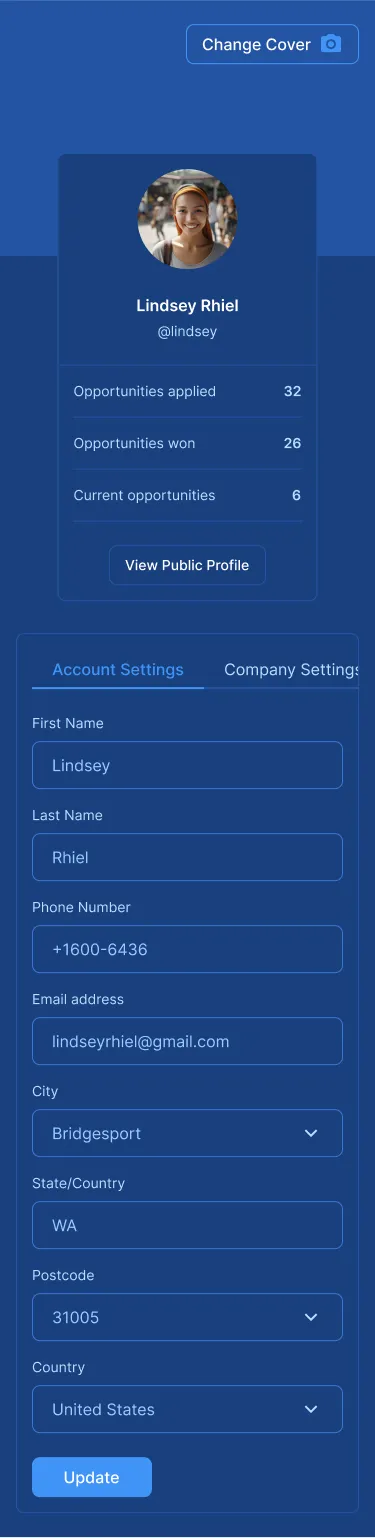 Change Cover
Lindsey Rhiel
@lindsey
Opportunities applied 32
Opportunities won 26
Current opportunities 6
View Public Profile
Account Settings Company Settings
First Name
Lindsey
Last Name
Rhiel
Phone Number
+1600-6436
Email address
lindseyrhiel@gmail.com
City
Bridgesport
State/Country
WA
Postcode
31005
Country
United States
Update